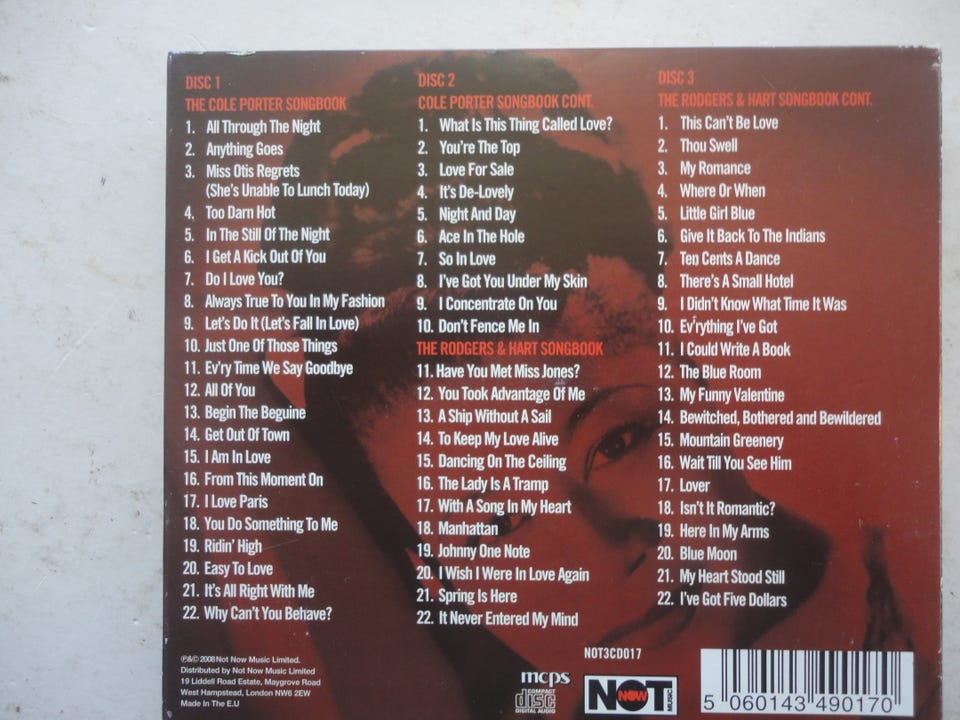 DISC 1
THE COLE PORTER SONGBOOK
1. All Through The Night
2. Anything Goes
3. Miss Otis Regrets
(She's Unable To Lunch Today)
4. Too Darn Hot
5. In The Still Of The Night
6. I Get A Kick Out Of You
7. Do I Love You?
8. Always True To You In My Fashion
9. Let's Do It (Let's Fall In Love)
10. Just One Of Those Things
11. Ev'ry Time We Say Goodbye
12. All Of You
13. Begin The Beguine
14. Get Out Of Town
15. I Am In Love
16. From This Moment On
17. I Love Paris
18. You Do Something To Me
19. Ridin' High
20. Easy To Love
21. It's All Right With Me
22. Why Can't You Behave?
DISC 2
COLE PORTER SONGBOOK CONT.
1. What Is This Thing Called Love?
2. You're The Top
3. Love For Sale
4. It's De-Lovely
5. Night And Day
6. Ace In The Hole
7. So In Love
8. I've Got You Under My Skin
9. I Concentrate On You
10. Don't Fence Me In
THE RODGERS & HART SONGBOOK
11. Have You Met Miss Jones?
12. You Took Advantage Of Me
13. A Ship Without A Sail
14. To Keep My Love Alive
15. Dancing On The Ceiling
16. The Lady Is A Tramp
17. With A Song In My Heart
18. Manhattan
19. Johnny One Note
20. I Wish I Were In Love Again
21. Spring Is Here
22. It Never Entered My Mind
DISC 3
THE RODGERS & HART SONGBOOK CONT.
1. This Can't Be Love
2. Thou Swell
3. My Romance
4. Where Or When
5. Little Girl Blue
6. Give It Back To The Indians
7. Ten Cents A Dance
8. There's A Small Hotel
9. I Didn't Know What Time It Was
10. Ev'rything I've Got
11. I Could Write A Book
12. The Blue Room
13. My Funny Valentine
14. Bewitched, Bothered and Bewildered
15. Mountain Greenery
16. Wait Till You See Him
17. Lover
18. Isn't It Romantic?
19. Here In My Arms
20. Blue Moon
21. My Heart Stood Still
22. I've Got Five Dollars
℗&© 2008 Not Now Music Limited.
Distributed by Not Now Music Limited
19 Liddell Road Estate, Maygrove Road
West Hampstead, London NW6 2EW
Made In The E.U
mcps
COMPACT
disc
DIGITAL AUDIO
NOT3CD017
NOT NOW MUSIC
5 060143 490170